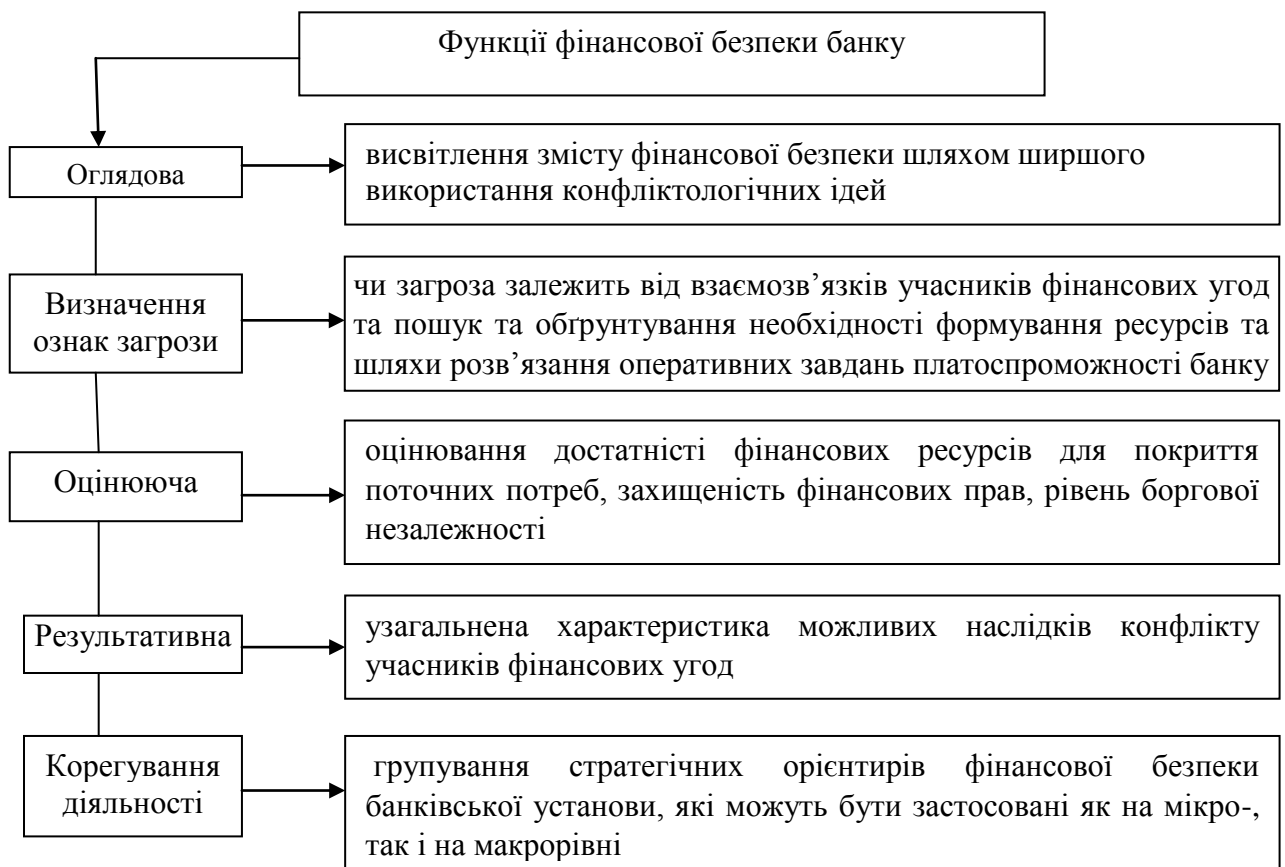 Функції фінансової безпеки банку
Оглядова
висвітлення змісту фінансової безпеки шляхом ширшого
використання конфліктологічних ідей
Визначення
ознак загрози
чи загроза залежить від взаємозв’язків учасників фінансових угод
та пошук та обґрунтування необхідності формування ресурсів та
шляхи розв’язання оперативних завдань платоспроможності банку
Оцінююча
оцінювання достатністі фінансових ресурсів для покриття
поточних потреб, захищеність фінансових прав, рівень боргової
незалежності
Результативна
узагальнена характеристика можливих наслідків конфлікту
учасників фінансових угод
Корегування
діяльності
групування стратегічних орієнтирів фінансової безпеки
банківської установи, які можуть бути застосовані як на мікро-,
так і на макрорівні